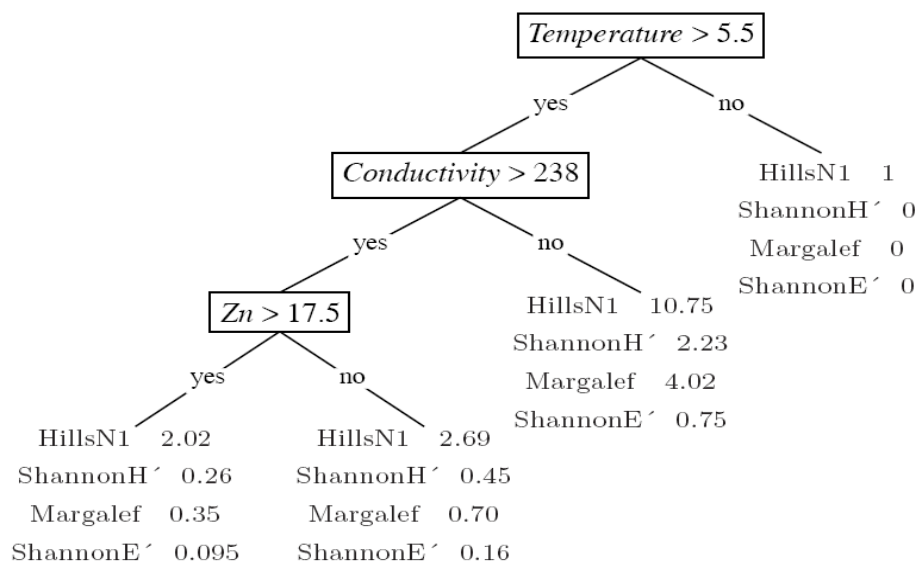 Temperature > 5.5
yes
no
Conductivity > 238
HillsN1 1
ShannonH´ 0
Margalef 0
ShannonE´ 0
yes
no
Zn > 17.5
HillsN1 10.75
ShannonH´ 2.23
Margalef 4.02
ShannonE´ 0.75
yes
no
HillsN1 2.02
ShannonH´ 0.26
Margalef 0.35
ShannonE´ 0.095
HillsN1 2.69
ShannonH´ 0.45
Margalef 0.70
ShannonE´ 0.16